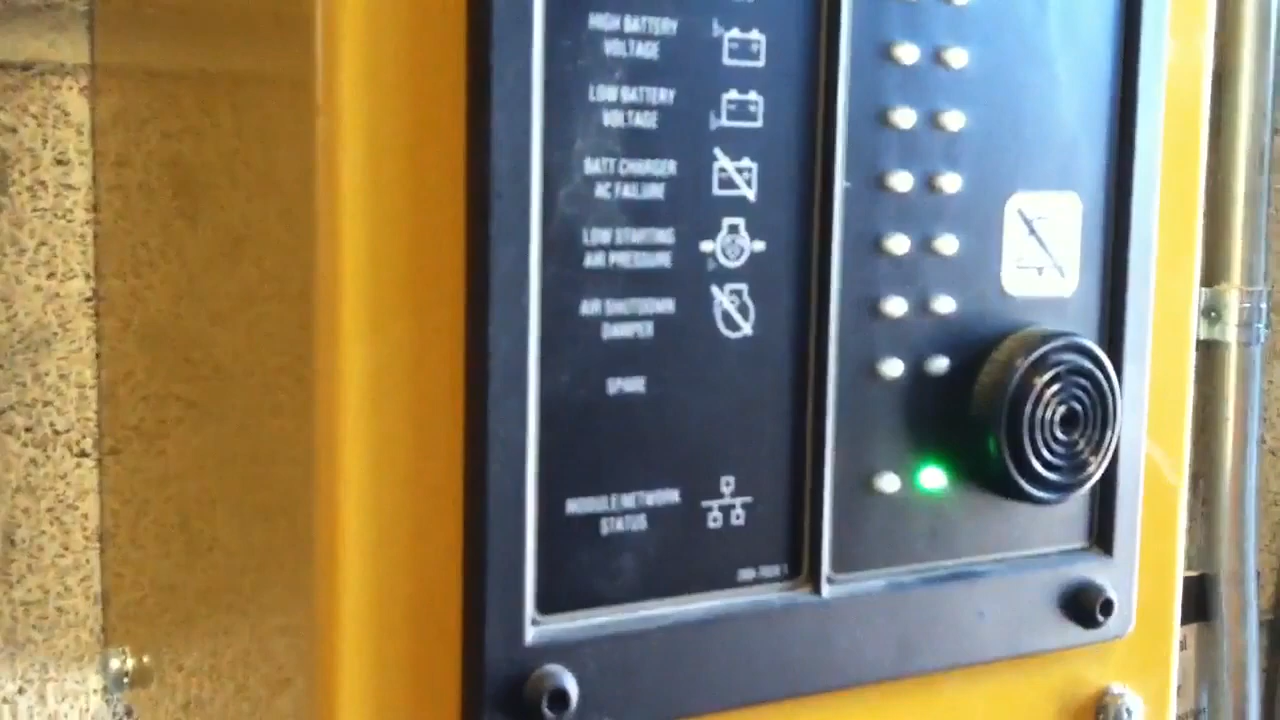 HIGH BATTERY
VOLTAGE
LOW BATTERY
VOLTAGE
BATT CHARGER
AC FAILURE
LOW STARTING
AIR PRESSURE
AIR SHUTDOWN
DAMPER
SPARE
MODULE/NETWORK
STATUS